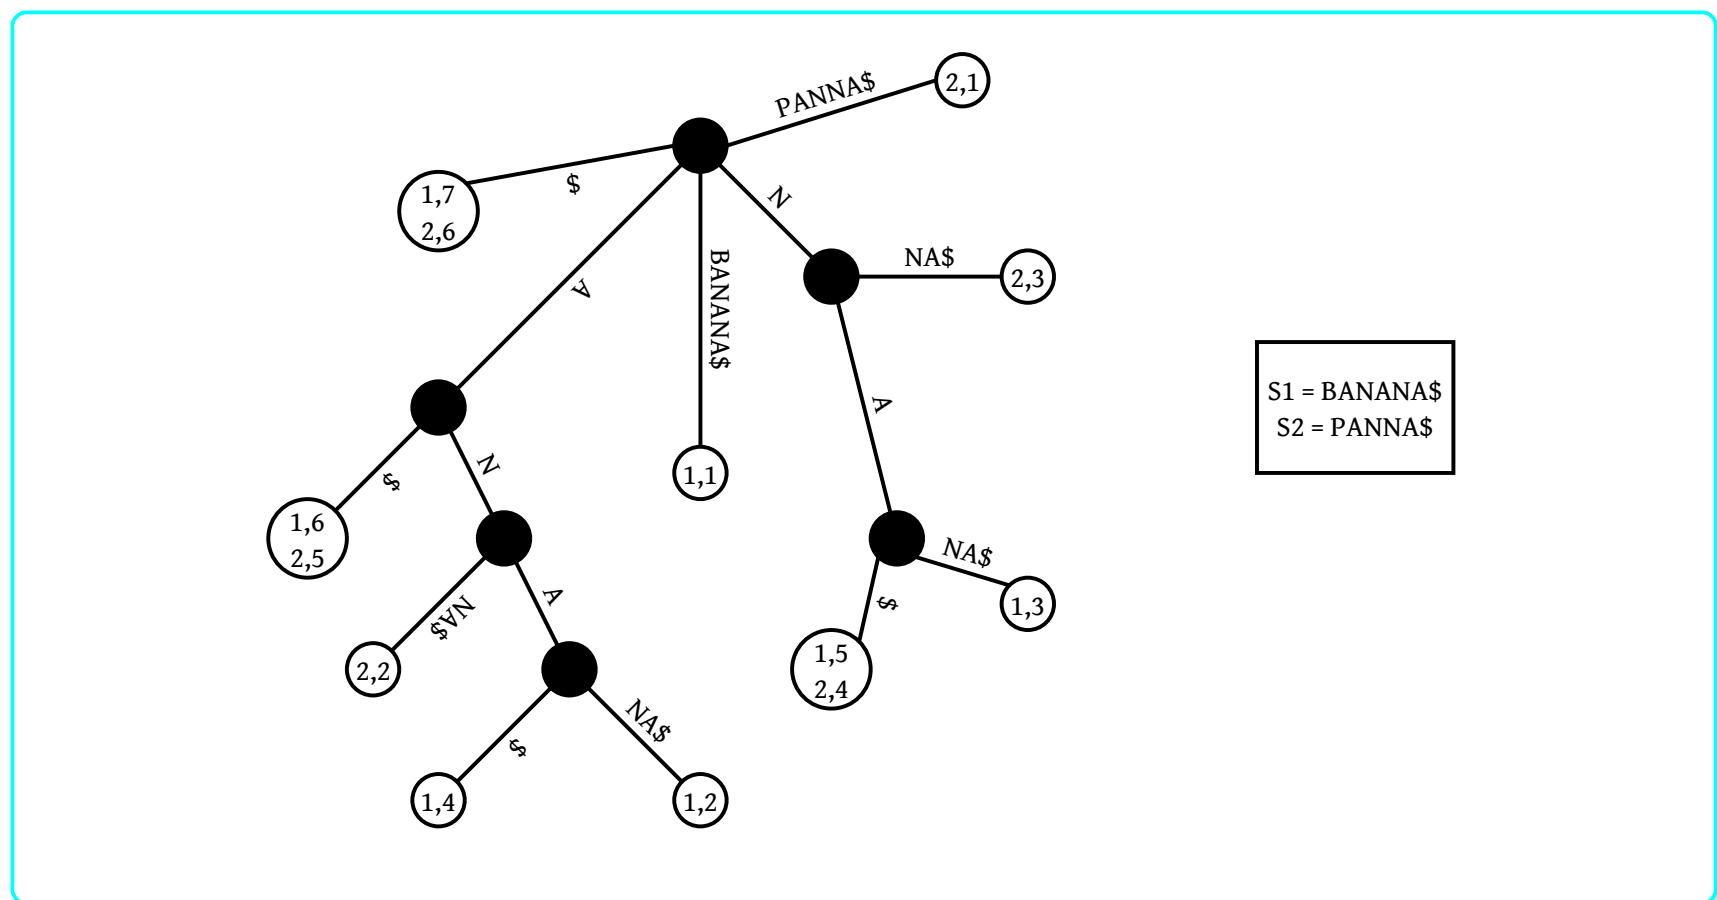 PANNA$
2,1
$
1,7
2,6
N
A
BANANA$
NA$
2,3
S1 = BANANA$
S2 = PANNA$
A
$
N
1,1
1,6
2,5
NA$
A
NA$
$
1,3
2,2
1,5
2,4
$
NA$
1,4
1,2